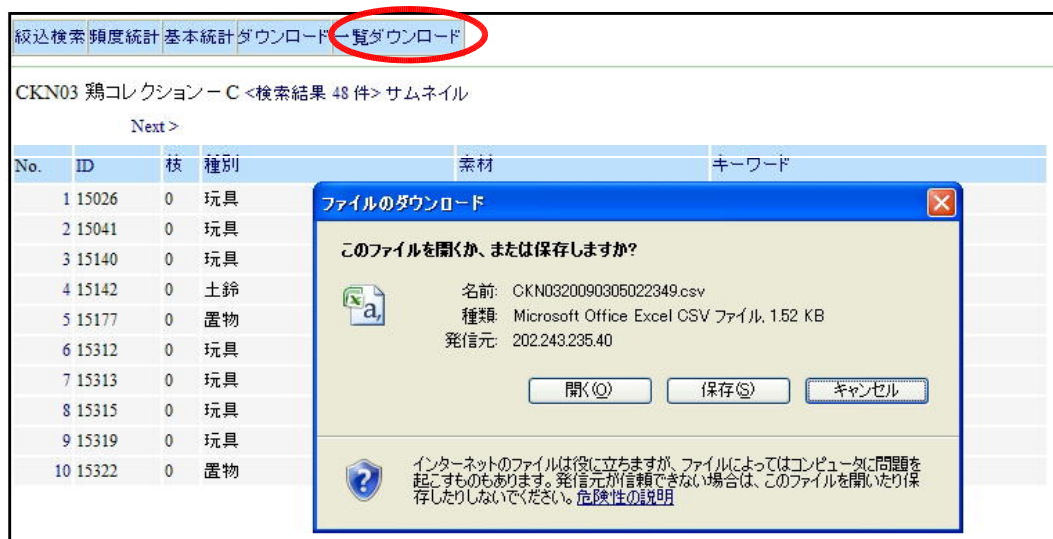 絞込検索 頻度統計 基本統計 ダウンロード 一覧ダウンロード
CKN03 鶏コレクション－C <検索結果 48 件> サムネイル
Next >
No. ID 枝 種別 素材 キーワード
1 15026 0 玩具
2 15041 0 玩具
3 15140 0 玩具
4 15142 0 土鈴
5 15177 0 置物
6 15312 0 玩具
7 15313 0 玩具
8 15315 0 玩具
9 15319 0 玩具
10 15322 0 置物
ファイルのダウンロード
このファイルを開くか、または保存しますか?
名前: CKN0320090305022349.csv
種類: Microsoft Office Excel CSV ファイル, 1.52 KB
発信元: 202.243.235.40
開く(O) 保存(S) キャンセル
インターネットのファイルは役に立ちますが、ファイルによってはコンピュータに問題を
起こすものもあります。発信元が信頼できない場合は、このファイルを開いたり保
存したりしないでください。危険性の説明